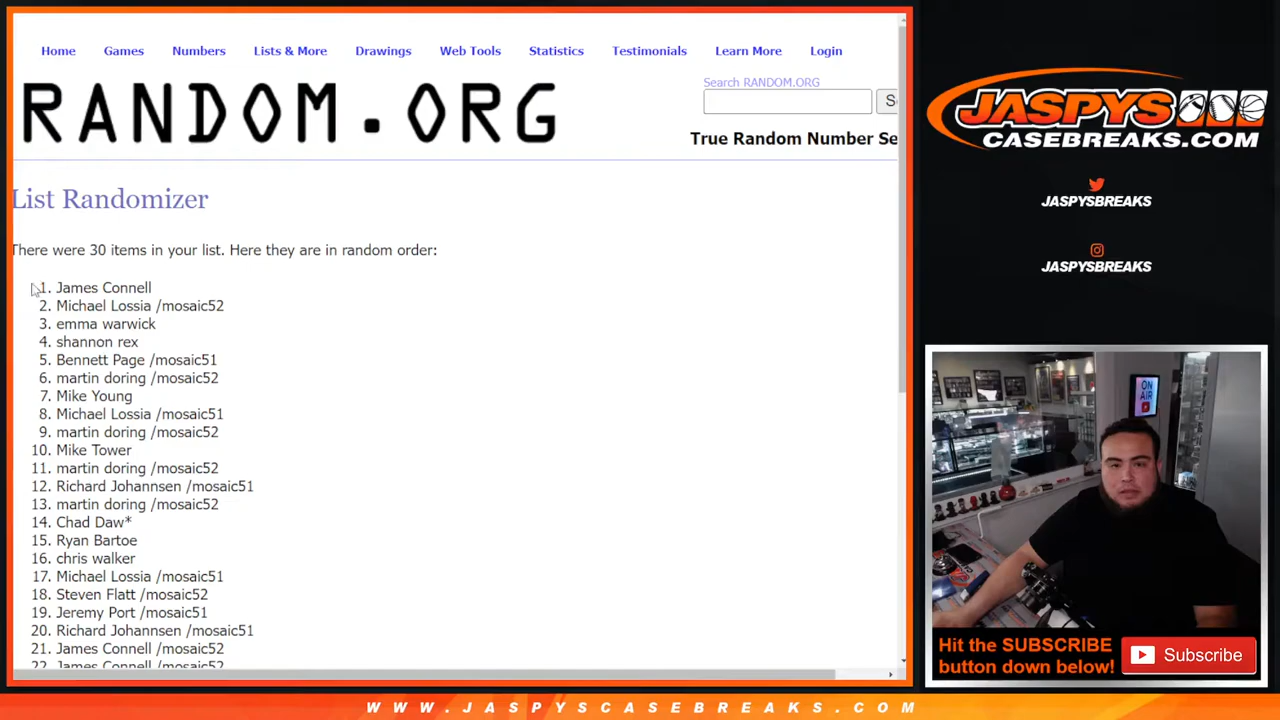 Home Games Numbers Lists & More Drawings Web Tools Statistics Testimonials Learn More Login
Search RANDOM.ORG
RANDOM.ORG
True Random Number Se
List Randomizer
There were 30 items in your list. Here they are in random order:
1. James Connell
2. Michael Lossia /mosaic52
3. emma warwick
4. shannon rex
5. Bennett Page /mosaic51
6. martin doring /mosaic52
7. Mike Young
8. Michael Lossia /mosaic51
9. martin doring /mosaic52
10. Mike Tower
11. martin doring /mosaic52
12. Richard Johannsen /mosaic51
13. martin doring /mosaic52
14. Chad Daw*
15. Ryan Bartoe
16. chris walker
17. Michael Lossia /mosaic51
18. Steven Flatt /mosaic52
19. Jeremy Port /mosaic51
20. Richard Johannsen /mosaic51
21. James Connell /mosaic52
22. James Connell /mosaic52
JASPYS
CASEBREAKS.COM
JASPYSBREAKS
JASPYSBREAKS
ON
AIR
Hit the SUBSCRIBE
button down below!
Subscribe
WWW.JASPYSCASEBREAKS.COM